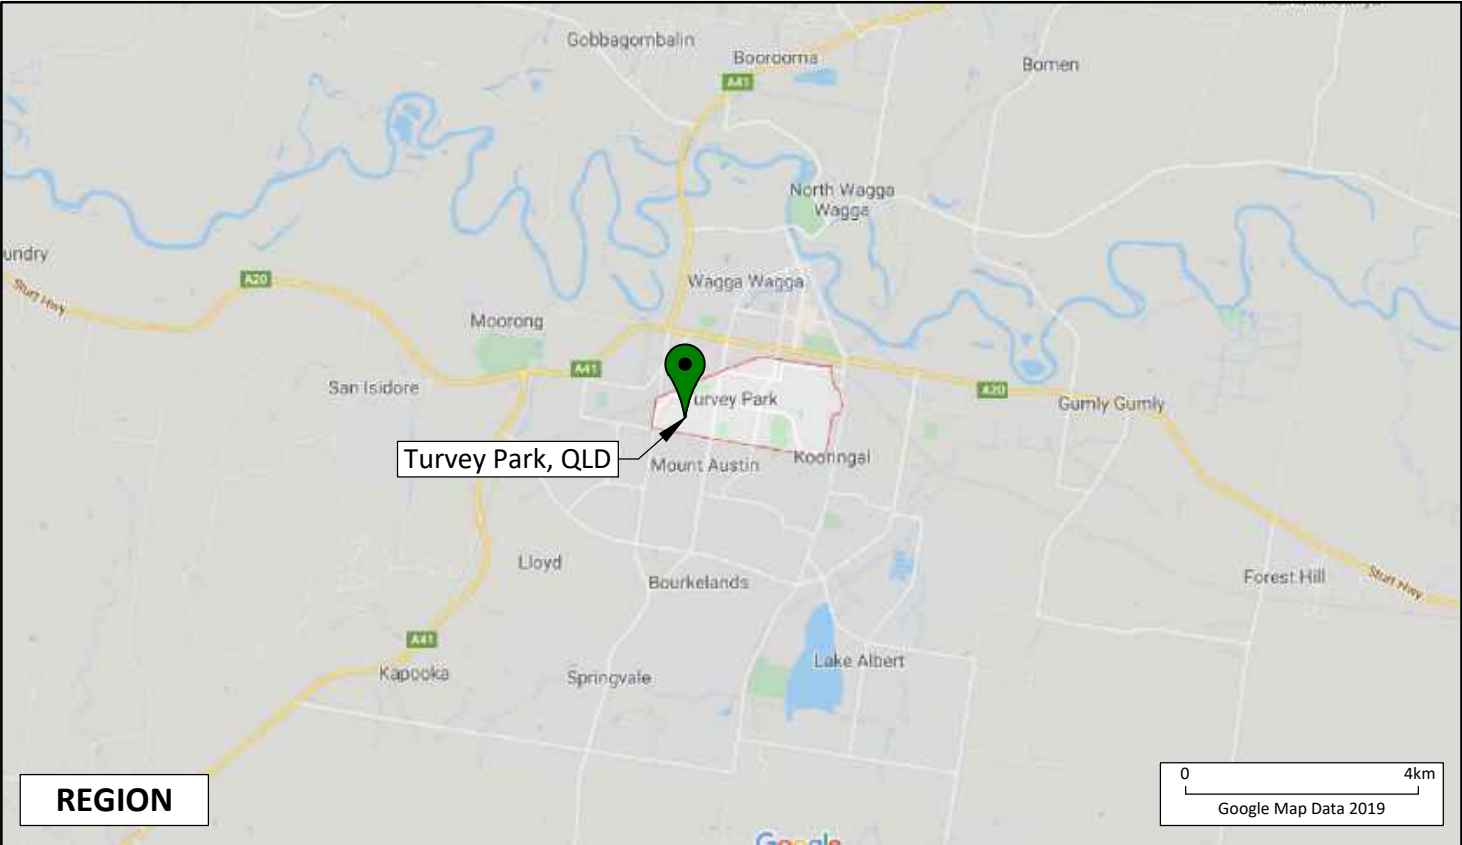 Gobbagombalin
Boorooma
Bomen
A41
North Wagga
Wagga
undry
A20
Sturt Hwy
Wagga Wagga
Moorong
A41
San Isidore
A20
urvey Park
Gumly Gumly
Turvey Park, QLD
Mount Austin
Kooringal
Lloyd
Bourkelands
Forest Hill
Sturt Hwy
A41
Kapooka
Springvale
Lake Albert
REGION
0 4km
Google Map Data 2019
Google